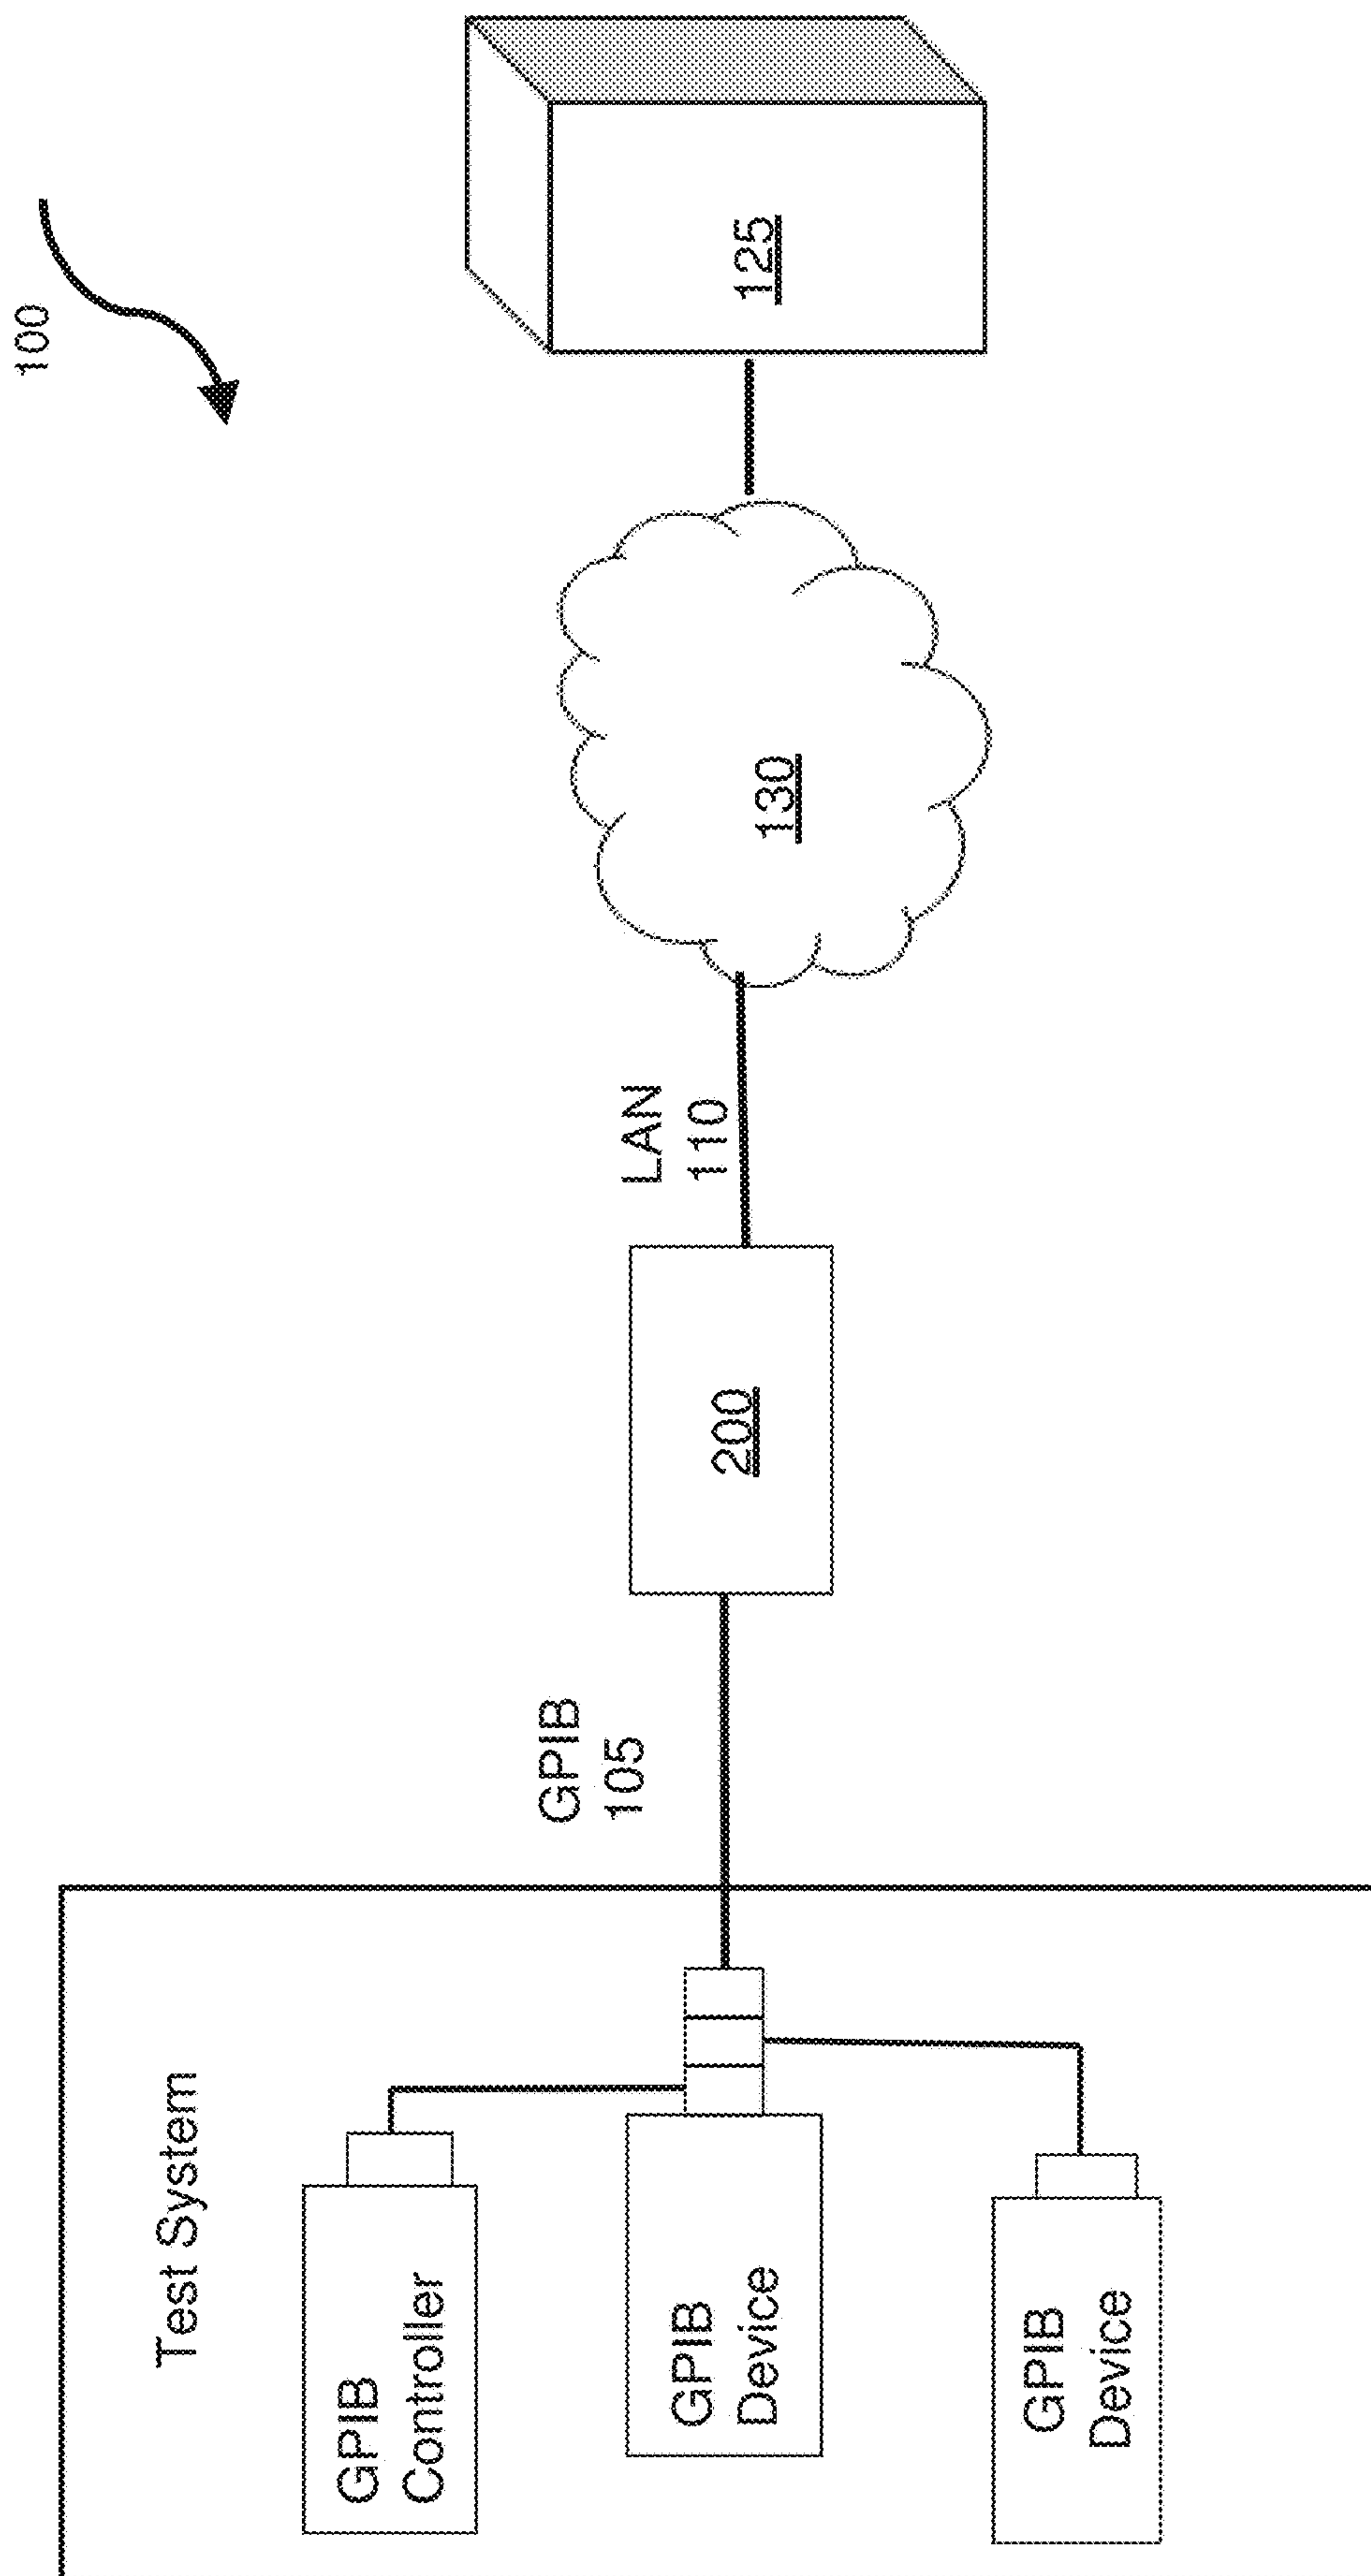 100
Test System
GPIB
Controller
GPIB
Device
GPIB
Device
GPIB
105
200
LAN
110
130
125